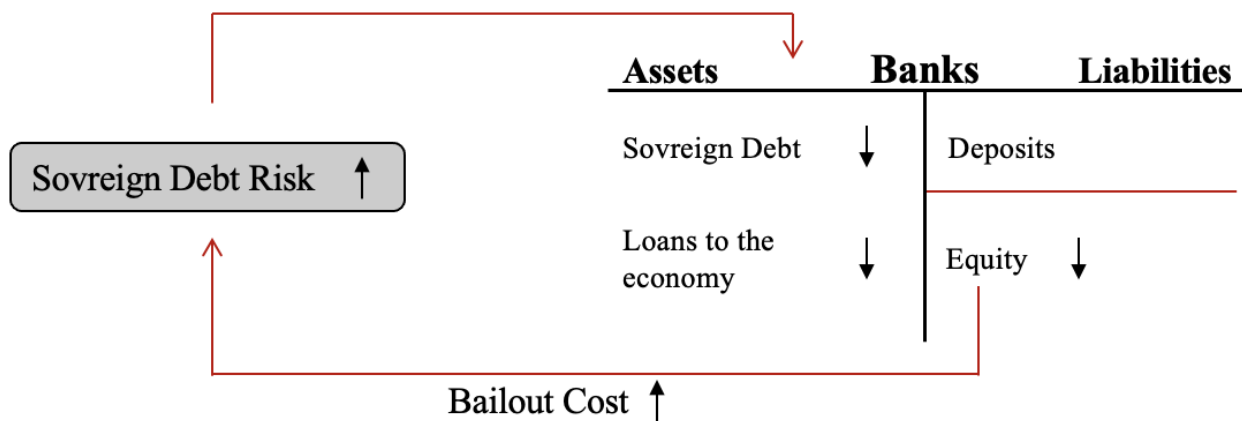 Assets Banks Liabilities
Sovreign Debt Deposits
Sovreign Debt Risk
Loans to the
economy
Equity
Bailout Cost